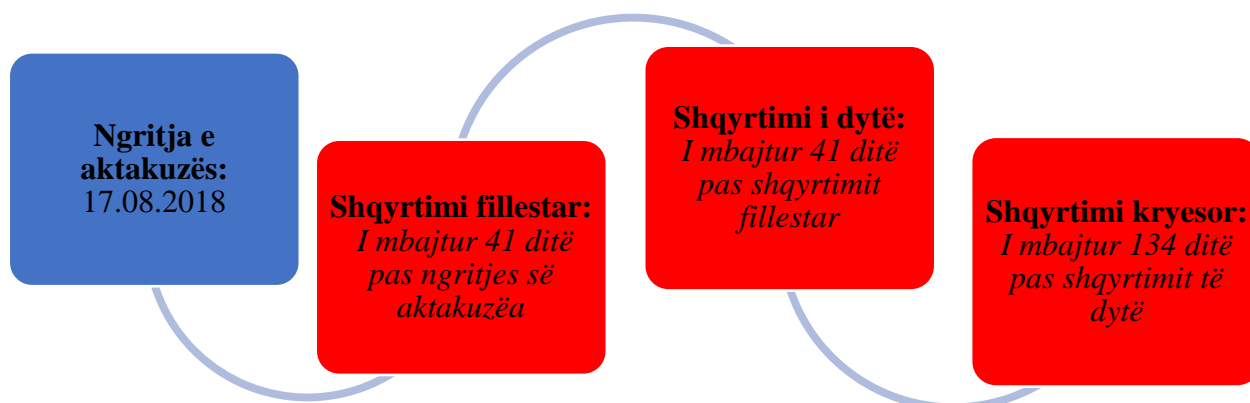 Ngritja e
aktakuzës:
17.08.2018
Shqyrtimi fillestar:
I mbajtur 41 ditë
pas ngritjes së
aktakuzëa
Shqyrtimi i dytë:
I mbajtur 41 ditë
pas shqyrtimit
fillestar
Shqyrtimi kryesor:
I mbajtur 134 ditë
pas shqyrtimit të
dytë